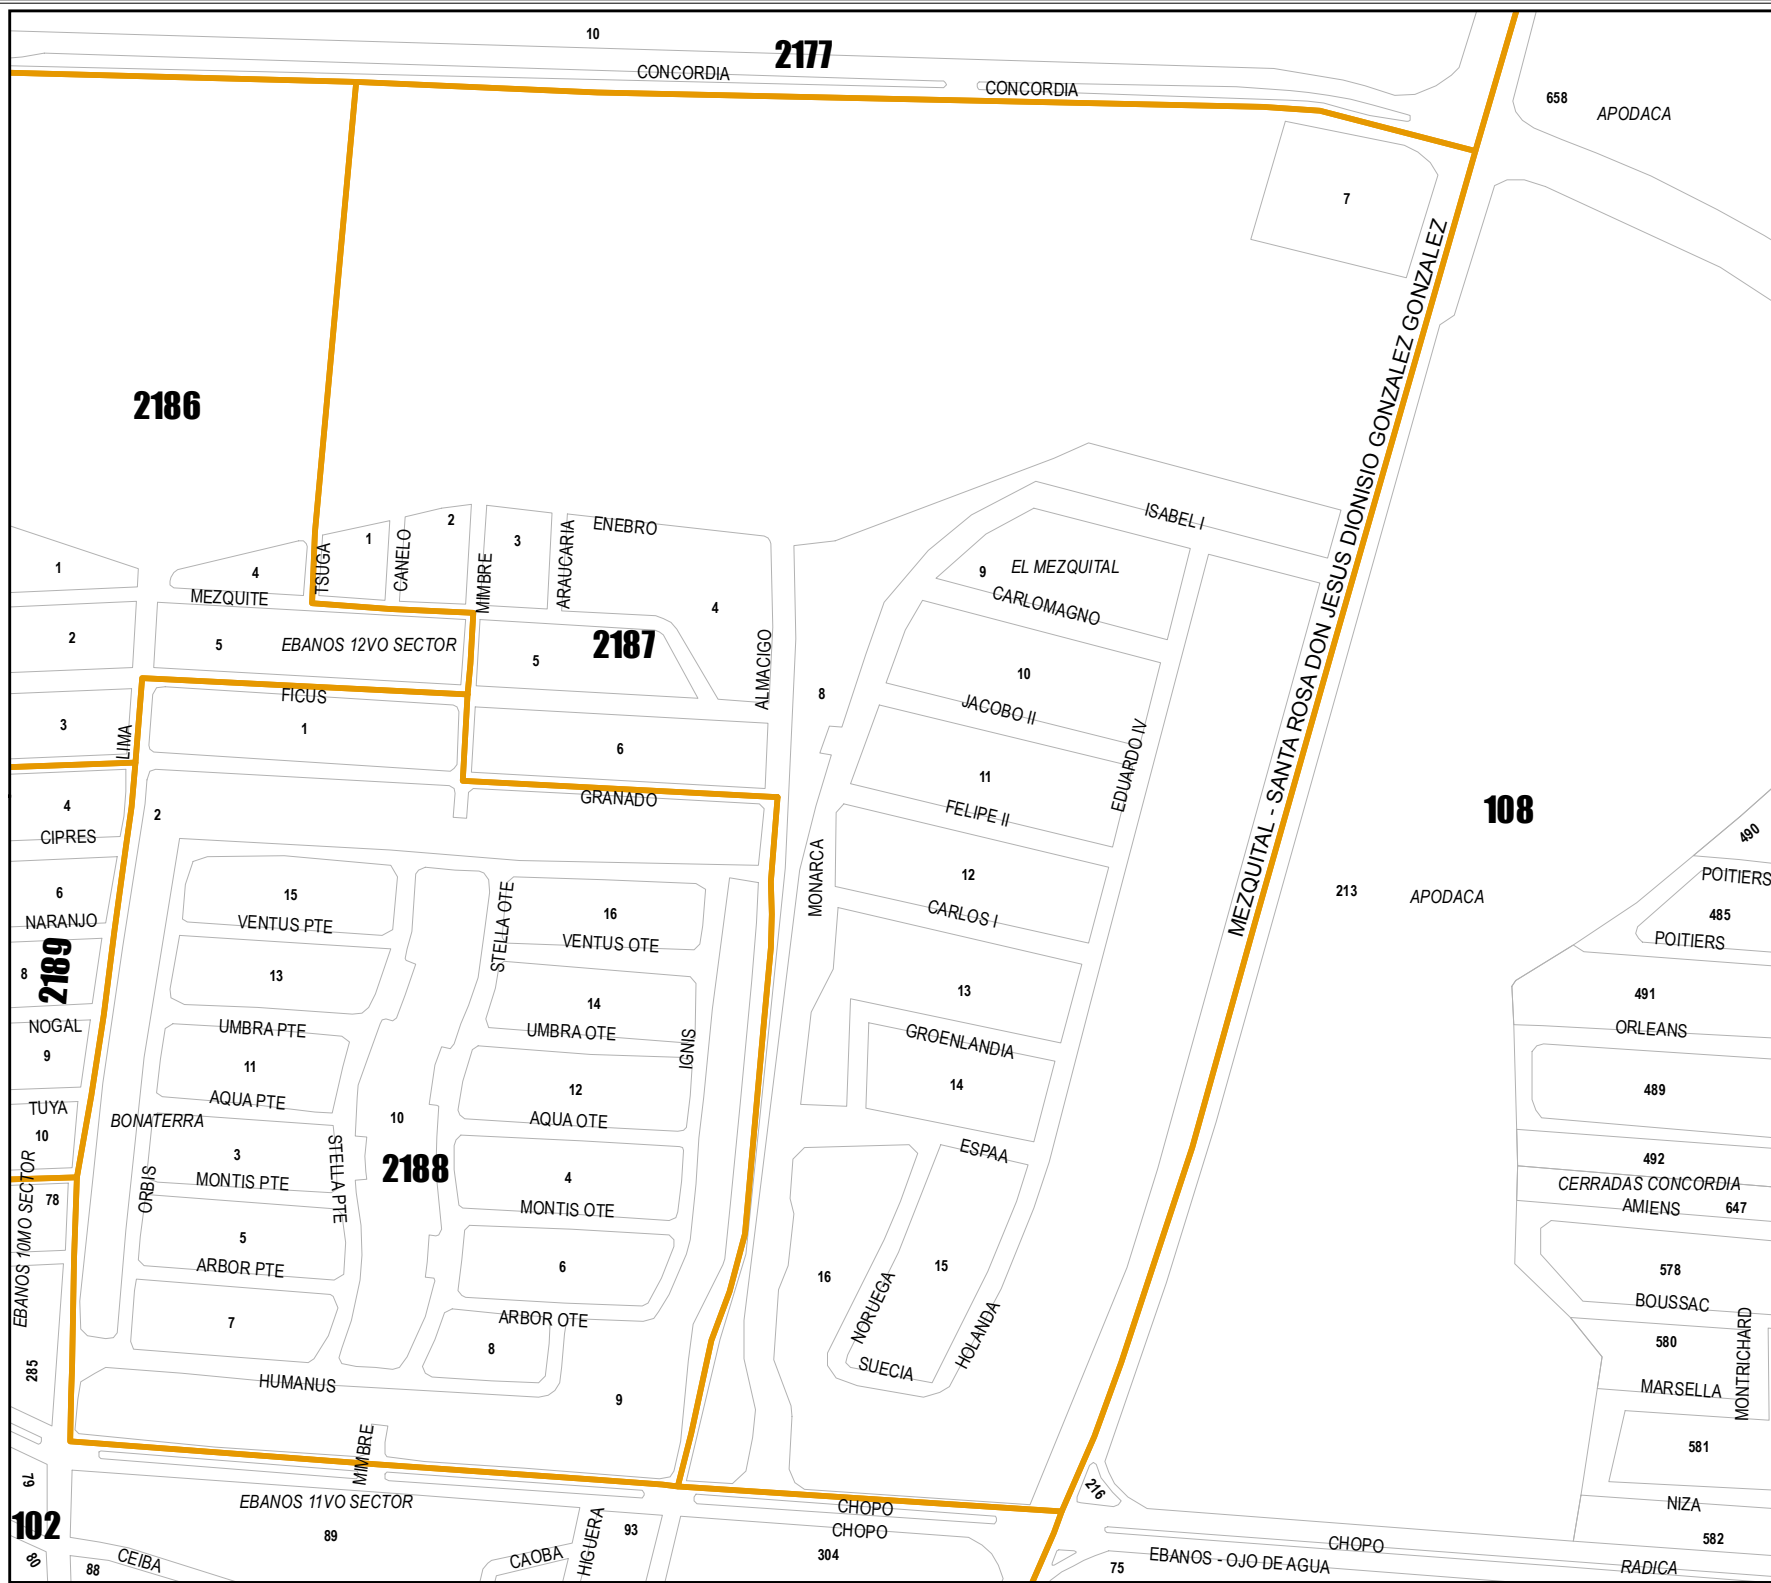 10
2177
CONCORDIA
CONCORDIA
658
APODACA
7
MEZQUITAL - SANTA ROSA DON JESUS DIONISIO GONZALEZ GONZALEZ
2186
1
4
MEZQUITE
TSUGA
1
CANELO
2
MIMBRE
3
ARAUCARIA
ENEBRO
4
ISABEL I
EL MEZQUITAL
9
CARLOMAGNO
2
5
EBANOS 12VO SECTOR
2187
5
ALMACIGO
8
10
JACOBO II
EDUARDO IV
3
LIMA
FICUS
1
6
GRANADO
11
FELIPE II
108
4
CIPRES
2
MONARCA
12
CARLOS I
213
APODACA
490
POITIERS
485
POITIERS
6
NARANJO
15
VENTUS PTE
STELLA OTE
16
VENTUS OTE
8
2189
13
14
13
491
ORLEANS
NOGAL
UMBRA PTE
UMBRA OTE
IGNIS
GROENLANDIA
9
11
AQUA PTE
12
AQUA OTE
14
489
TUYA
10
BONATERRA
10
ESPAA
492
CERRADAS CONCORDIA
AMIENS
647
EBANOS 10MO SECTOR
78
ORBIS
3
MONTIS PTE
STELLA PTE
2188
4
MONTIS OTE
5
ARBOR PTE
6
ARBOR OTE
16
15
NORUEGA
HOLANDA
SUECIA
578
BOUSSAC
MONTRICHARD
580
MARSELLA
285
7
8
HUMANUS
9
581
MIMBRE
79
102
EBANOS 11VO SECTOR
89
HIGUERA
93
CHOPO
CHOPO
304
216
NIZA
582
80
88
CEIBA
CAOBA
75
EBANOS - OJO DE AGUA
CHOPO
RADICA